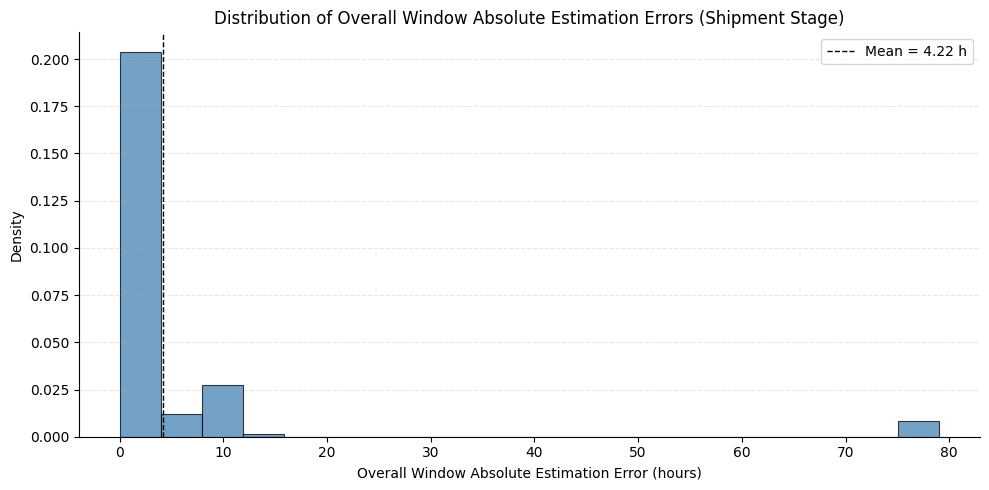 Distribution of Overall Window Absolute Estimation Errors (Shipment Stage)
Mean = 4.22 h
Density
0.200
0.175
0.150
0.125
0.100
0.075
0.050
0.025
0.000
0 10 20 30 40 50 60 70 80
Overall Window Absolute Estimation Error (hours)